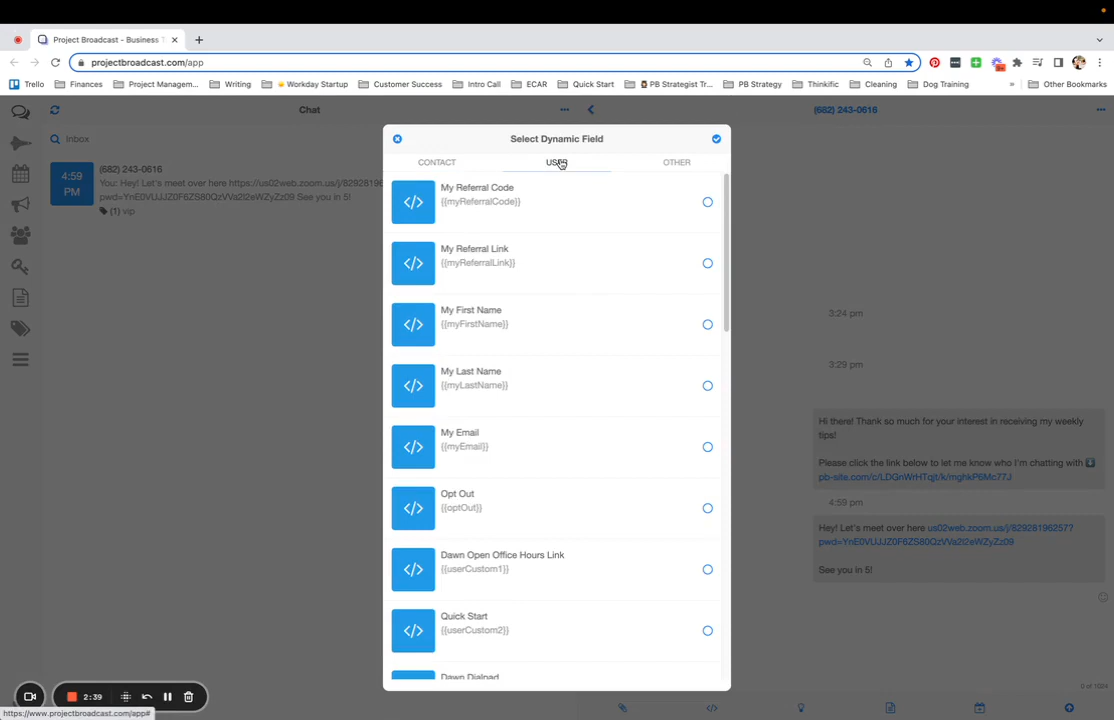 Project Broadcast - Business T
projectbroadcast.com/app
Trello
Finances
Project Managem...
Writing
Workday Startup
Customer Success
Intro Call
ECAR
Quick Start
PB Strategist Tr...
PB Strategy
Thinkific
Cleaning
Dog Training
»
Other Bookmarks
Chat
(682) 243-0616
Inbox
4:59
PM
(682) 243-0616
You: Hey! Let's meet over here https://us02web.zoom.us/j/82928196
See you in 5!
(1) vip
Select Dynamic Field
CONTACT
USER
OTHER
My Referral Code
{{myReferralCode}}
My Referral Link
{{myReferralLink}}
My First Name
{{myFirstName}}
My Last Name
{{myLastName}}
My Email
{{myEmail}}
Opt Out
{{optOut}}
Dawn Open Office Hours Link
{{userCustom1}}
Quick Start
{{userCustom2}}
Dawn Dialpad
3:24 pm
3:29 pm
Hi there! Thank so much for your interest in receiving my weekly
tips!
Please click the link below to let me know who I'm chatting with
pb-site.com/c/LDGnWrHTqjt/k/mghkP6Mc77J
4:59 pm
Hey! Let's meet over here us02web.zoom.us/j/82928196257?
See you in 5!
0 of 1024
2:39
https://www.projectbroadcast.com/app#